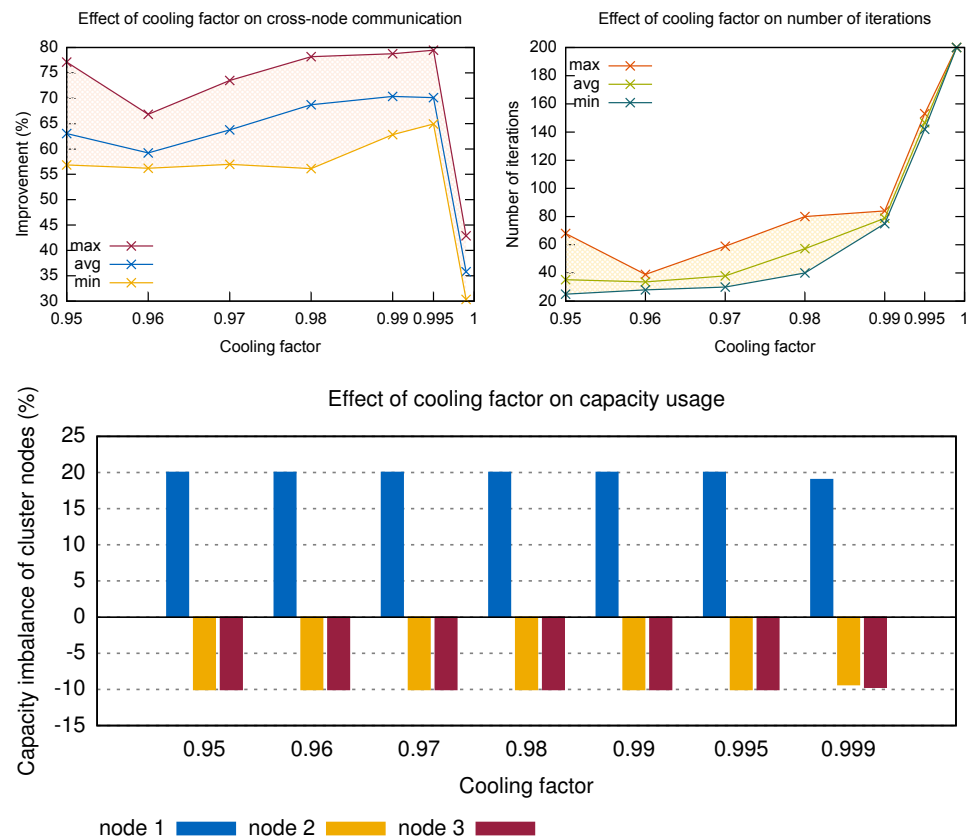 Effect of cooling factor on cross-node communication
Improvement (%)
80
75
70
65
60
55
50
45
40
35
30
max
avg
min
0.95 0.96 0.97 0.98 0.99 0.995 1
Cooling factor
Effect of cooling factor on number of iterations
Number of iterations
200
180
160
140
120
100
80
60
40
20
max
avg
min
0.95 0.96 0.97 0.98 0.99 0.995 1
Cooling factor
Effect of cooling factor on capacity usage
Capacity imbalance of cluster nodes (%)
25
20
15
10
5
0
-5
-10
-15
0.95 0.96 0.97 0.98 0.99 0.995 0.999
Cooling factor
node 1 node 2 node 3